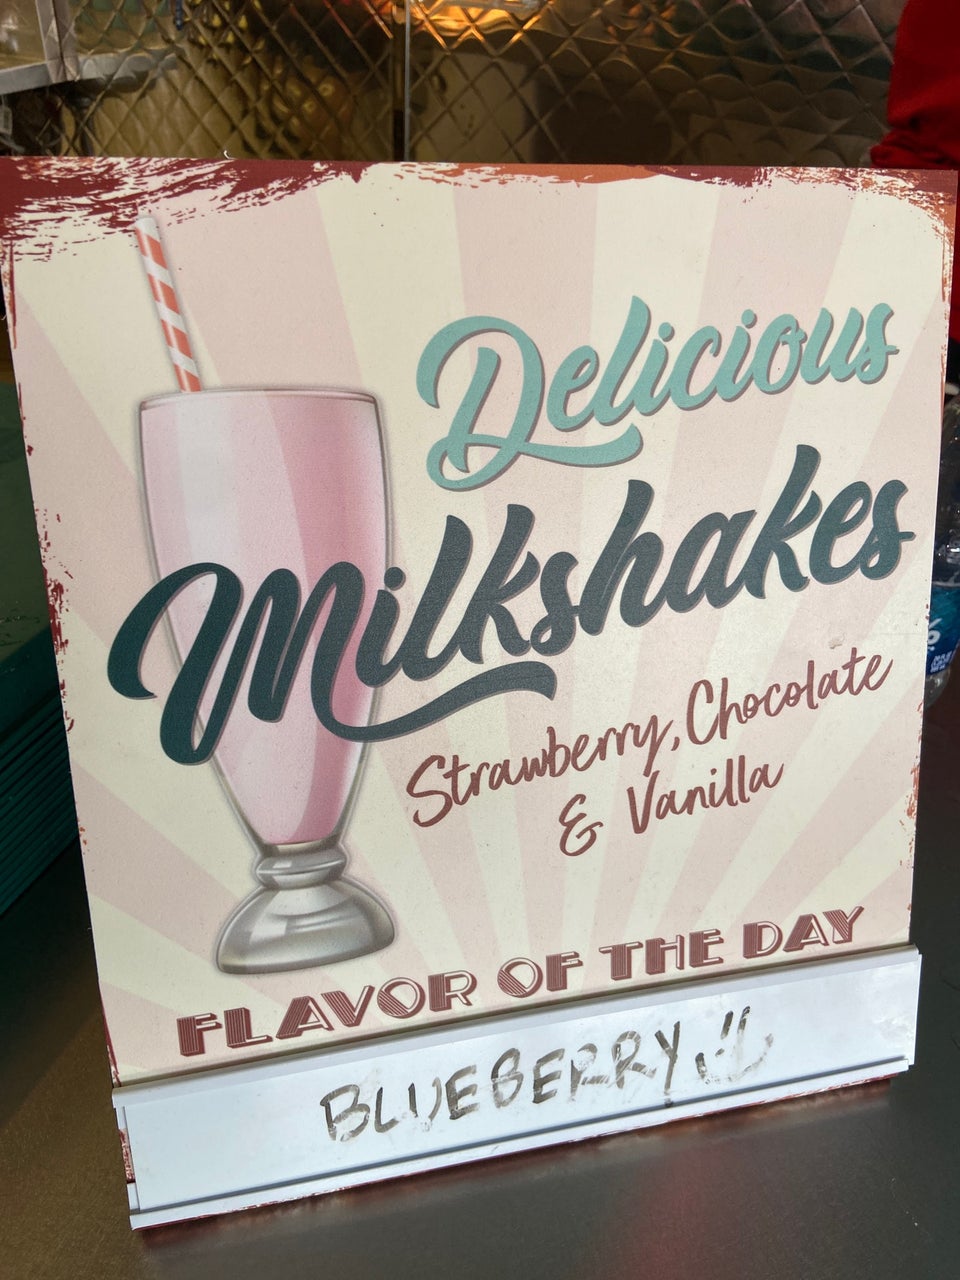 Delicious
Milkshakes
Strawberry, Chocolate
& Vanilla
FLAVOR OF THE DAY
BLUEBERRY